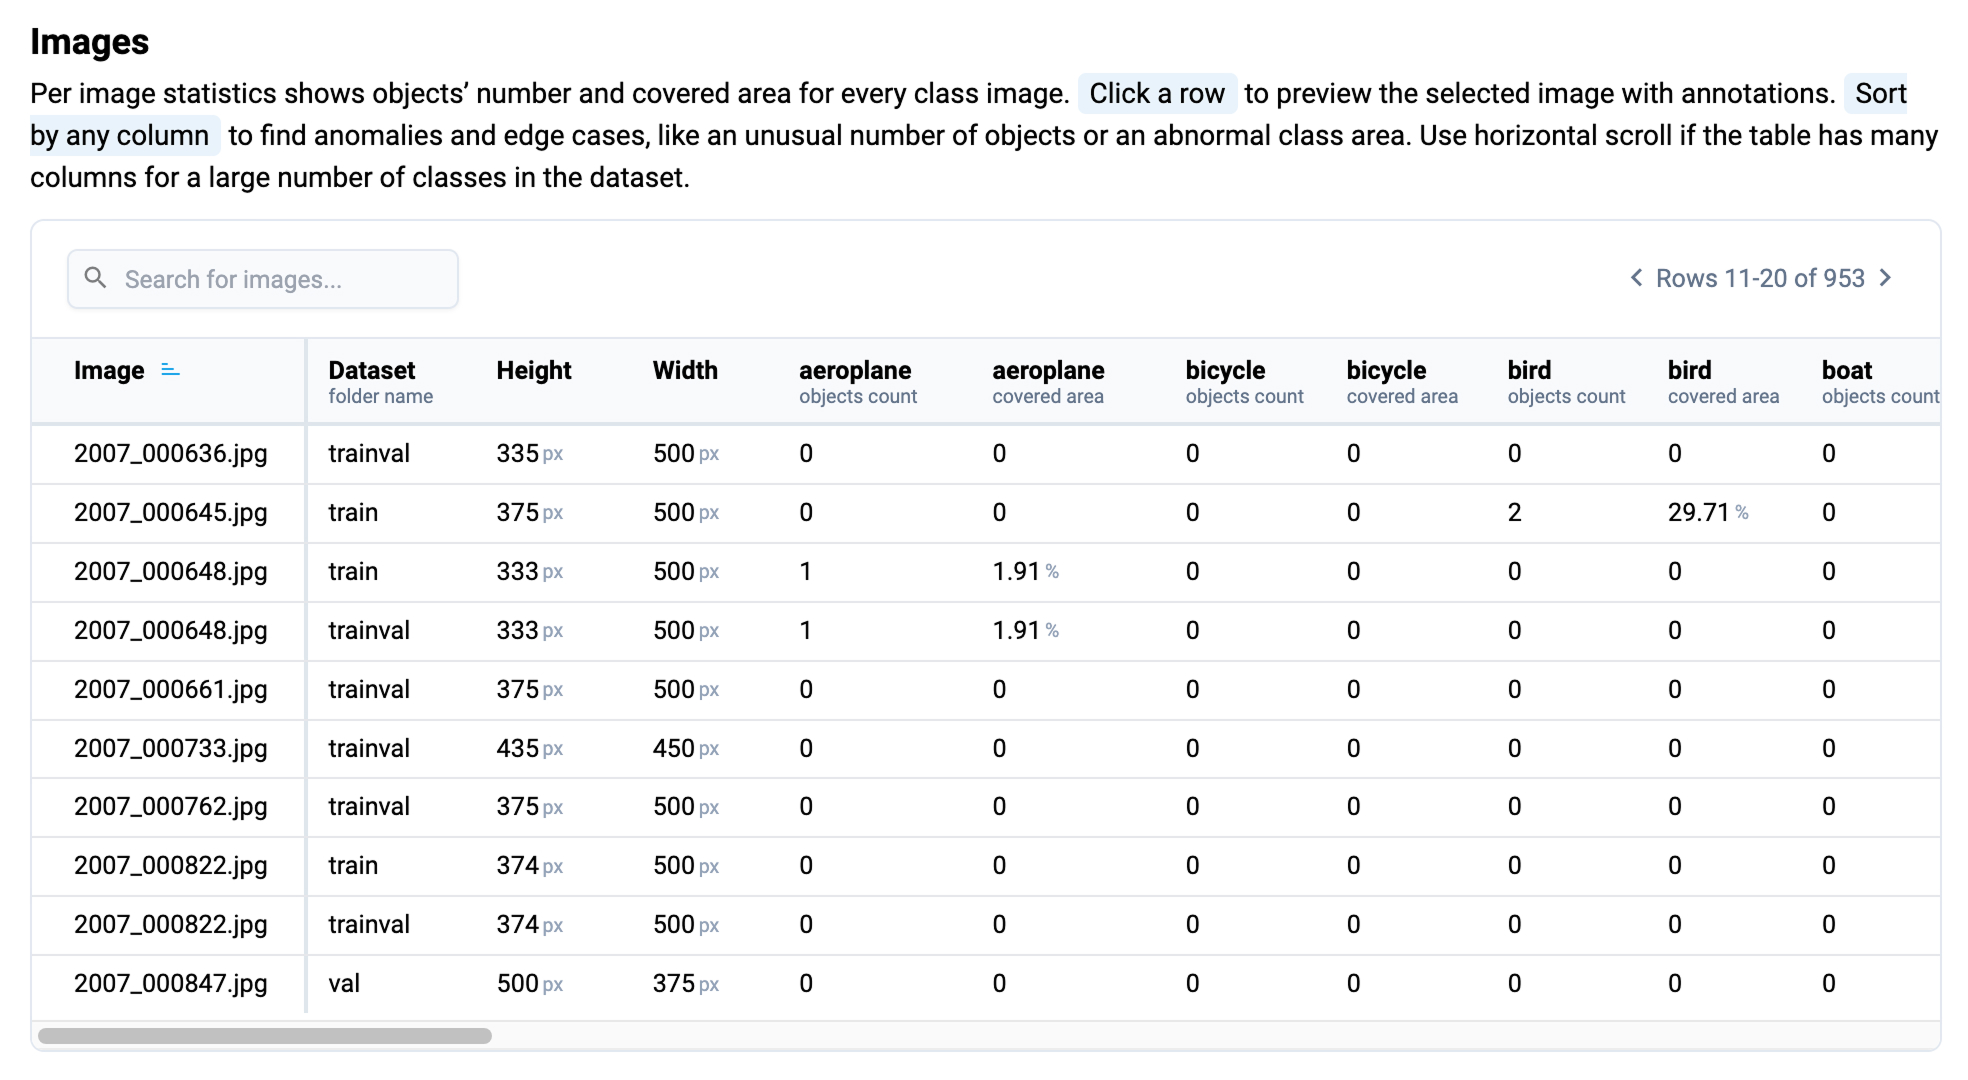 Images
Per image statistics shows objects’ number and covered area for every class image. Click a row to preview the selected image with annotations. Sort
by any column to find anomalies and edge cases, like an unusual number of objects or an abnormal class area. Use horizontal scroll if the table has many
columns for a large number of classes in the dataset.
Search for images...
Rows 11-20 of 953
Image Dataset Height Width aeroplane aeroplane bicycle bicycle bird bird boat
folder name objects count covered area objects count covered area objects count covered area objects count
2007_000636.jpg trainval 335 px 500 px 0 0 0 0 0 0 0
2007_000645.jpg train 375 px 500 px 0 0 0 0 2 29.71 % 0
2007_000648.jpg train 333 px 500 px 1 1.91 % 0 0 0 0 0
2007_000648.jpg trainval 333 px 500 px 1 1.91 % 0 0 0 0 0
2007_000661.jpg trainval 375 px 500 px 0 0 0 0 0 0 0
2007_000733.jpg trainval 435 px 450 px 0 0 0 0 0 0 0
2007_000762.jpg trainval 375 px 500 px 0 0 0 0 0 0 0
2007_000822.jpg train 374 px 500 px 0 0 0 0 0 0 0
2007_000822.jpg trainval 374 px 500 px 0 0 0 0 0 0 0
2007_000847.jpg val 500 px 375 px 0 0 0 0 0 0 0